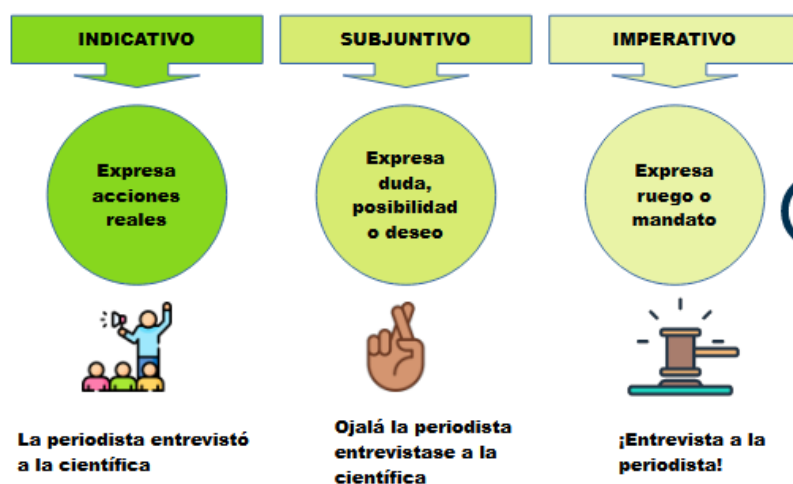 INDICATIVO
Expresa
acciones
reales
La periodista entrevistó
a la científica
SUBJUNTIVO
Expresa
duda,
posibilidad
o deseo
Ojalá la periodista
entrevistase a la
científica
IMPERATIVO
Expresa
ruego o
mandato
¡Entrevista a la
periodista!